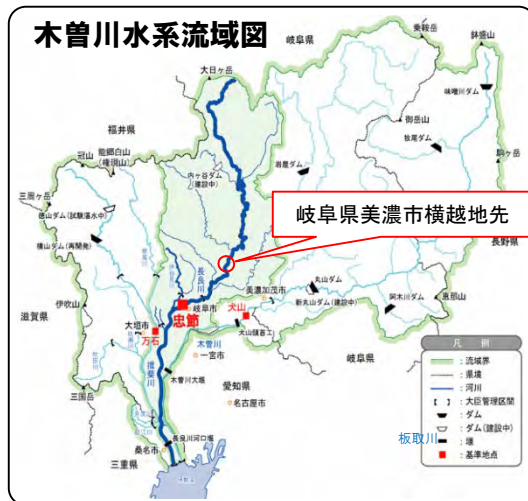 木曽川水系流域図
岐阜県
乗鞍岳
鉢盛山
大日ヶ岳
味噌川ダム
福井県
御岳山
牧尾ダム
能郷白山
(権現山)
冠山
内ヶ谷ダム
(建設中)
岩屋ダム
駒ヶ岳
三周ヶ岳
徳山ダム(試験湛水中)
岐阜県美濃市横越地先
横山ダム(再開発)
長野県
長良川
美濃加茂市
丸山ダム
恵那山
伊吹山
岐阜市
新丸山ダム(建設中)
阿木川ダム
滋賀県
忠節
犬山
大垣市
万石
犬山頭首工
木曽川
一宮市
岐阜県
揖斐川
木曽川大堰
愛知県
三国岳
名古屋市
長良川河口堰
桑名市
三重県
伊勢湾
板取川
凡例
:流域界
:県境
:河川
:大臣管理区間
:ダム
:ダム(建設中)
:堰
:基準地点